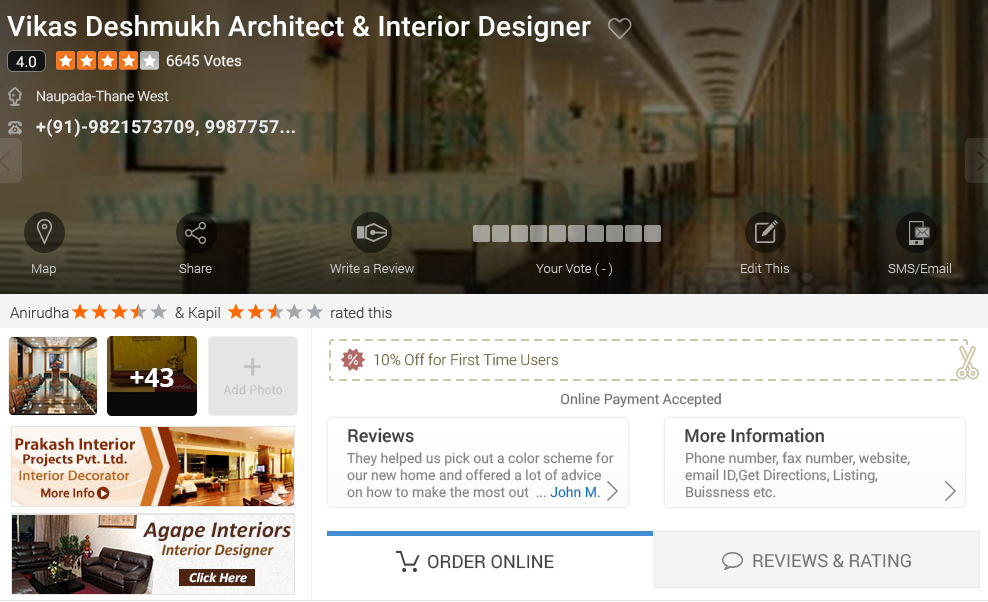 Vikas Deshmukh Architect & Interior Designer
4.0 6645 Votes
Naupada-Thane West
+(91)-9821573709, 9987757...
Map
Share
Write a Review
Your Vote ( - )
Edit This
SMS/Email
Anirudha & Kapil rated this
+43
Add Photo
10% Off for First Time Users
Online Payment Accepted
Prakash Interior
Projects Pvt. Ltd.
Interior Decorator
More Info
Agape Interiors
Interior Designer
Click Here
Reviews
They helped us pick out a color scheme for
our new home and offered a lot of advice
on how to make the most out ... John M.
More Information
Phone number, fax number, website,
email ID,Get Directions, Listing,
Buissness etc.
ORDER ONLINE
REVIEWS & RATING